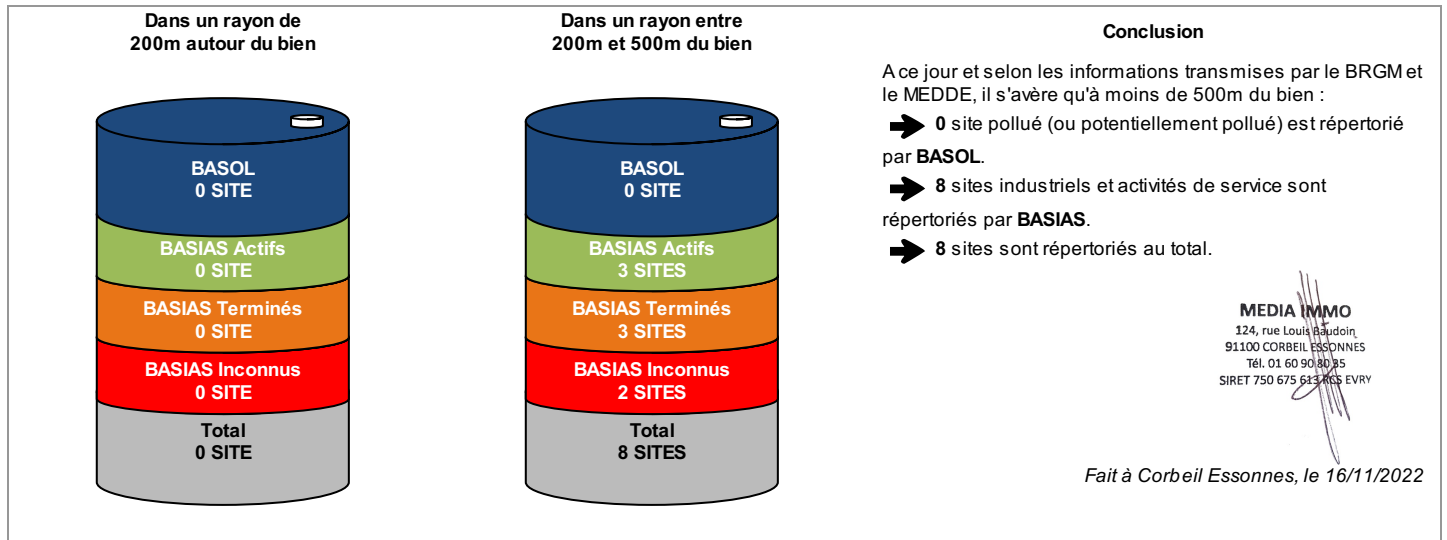 Dans un rayon de
200m autour du bien
BASOL
0 SITE
BASIAS Actifs
0 SITE
BASIAS Terminés
0 SITE
BASIAS Inconnus
0 SITE
Total
0 SITE
Dans un rayon entre
200m et 500m du bien
BASOL
0 SITE
BASIAS Actifs
3 SITES
BASIAS Terminés
3 SITES
BASIAS Inconnus
2 SITES
Total
8 SITES
Conclusion
A ce jour et selon les informations transmises par le BRGM et
le MEDDE, il s'avère qu'à moins de 500m du bien :
0 site pollué (ou potentiellement pollué) est répertorié
par BASOL.
8 sites industriels et activités de service sont
répertoriés par BASIAS.
8 sites sont répertoriés au total.
MEDIA IMMO
124, rue Louis Baudoin
91100 CORBEIL ESSONNES
Tél. 01 60 90 80 85
SIRET 750 675 613 RCS EVRY
Fait à Corbeil Essonnes, le 16/11/2022